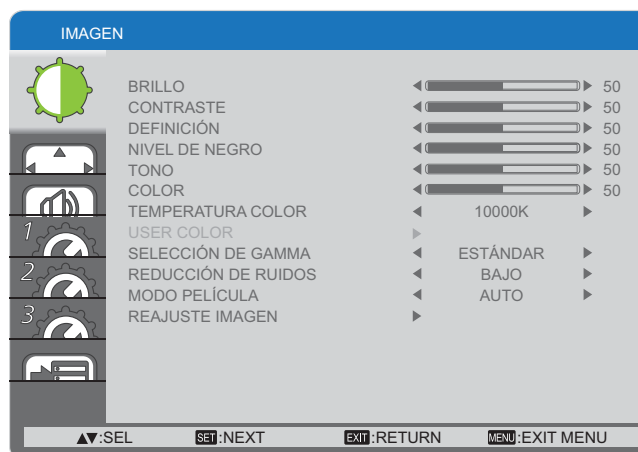 IMAGEN
BRILLO 50
CONTRASTE 50
DEFINICIÓN 50
NIVEL DE NEGRO 50
TONO 50
COLOR 50
TEMPERATURA COLOR 10000K
USER COLOR
SELECCIÓN DE GAMMA ESTÁNDAR
REDUCCIÓN DE RUIDOS BAJO
MODO PELÍCULA AUTO
REAJUSTE IMAGEN
1
2
3
▲▼:SEL SET:NEXT EXIT:RETURN MENU:EXIT MENU